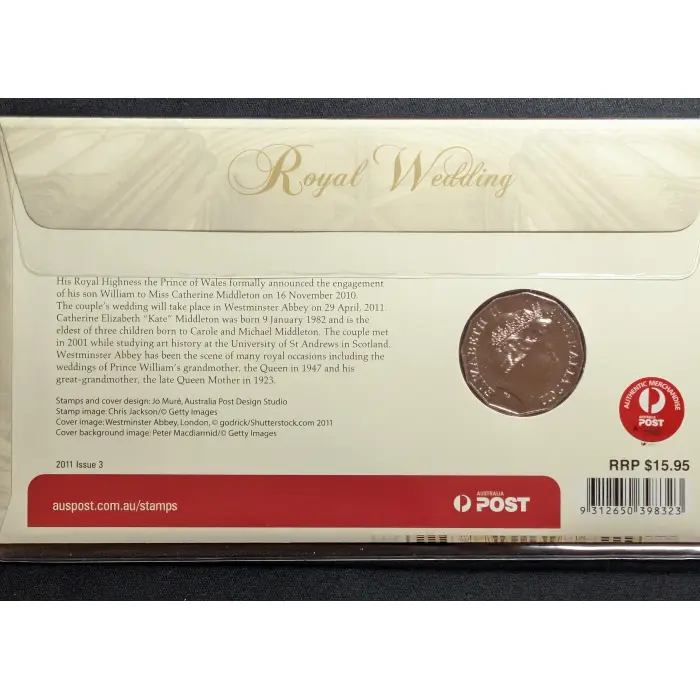 Royal Wedding
His Royal Highness the Prince of Wales formally announced the engagement
of his son William to Miss Catherine Middleton on 16 November 2010.
The couple's wedding will take place in Westminster Abbey on 29 April, 2011.
Catherine Elizabeth "Kate" Middleton was born 9 January 1982 and is the
eldest of three children born to Carole and Michael Middleton. The couple met
in 2001 while studying art history at the University of St Andrews in Scotland.
Westminster Abbey has been the scene of many royal occasions including the
weddings of Prince William's grandmother, the Queen in 1947 and his
great-grandmother, the late Queen Mother in 1923.
ELIZABETH II
AUSTRALIA 2011
Stamps and cover design: Jo Muré, Australia Post Design Studio
Stamp image: Chris Jackson/© Getty Images
Cover image: Westminster Abbey, London, © godrick/Shutterstock.com 2011
Cover background image: Peter Macdiarmid/© Getty Images
2011 Issue 3
AUTHENTIC MERCHANDISE
AUSTRALIA
POST
RRP $15.95
9 312650 398323
auspost.com.au/stamps
AUSTRALIA
POST